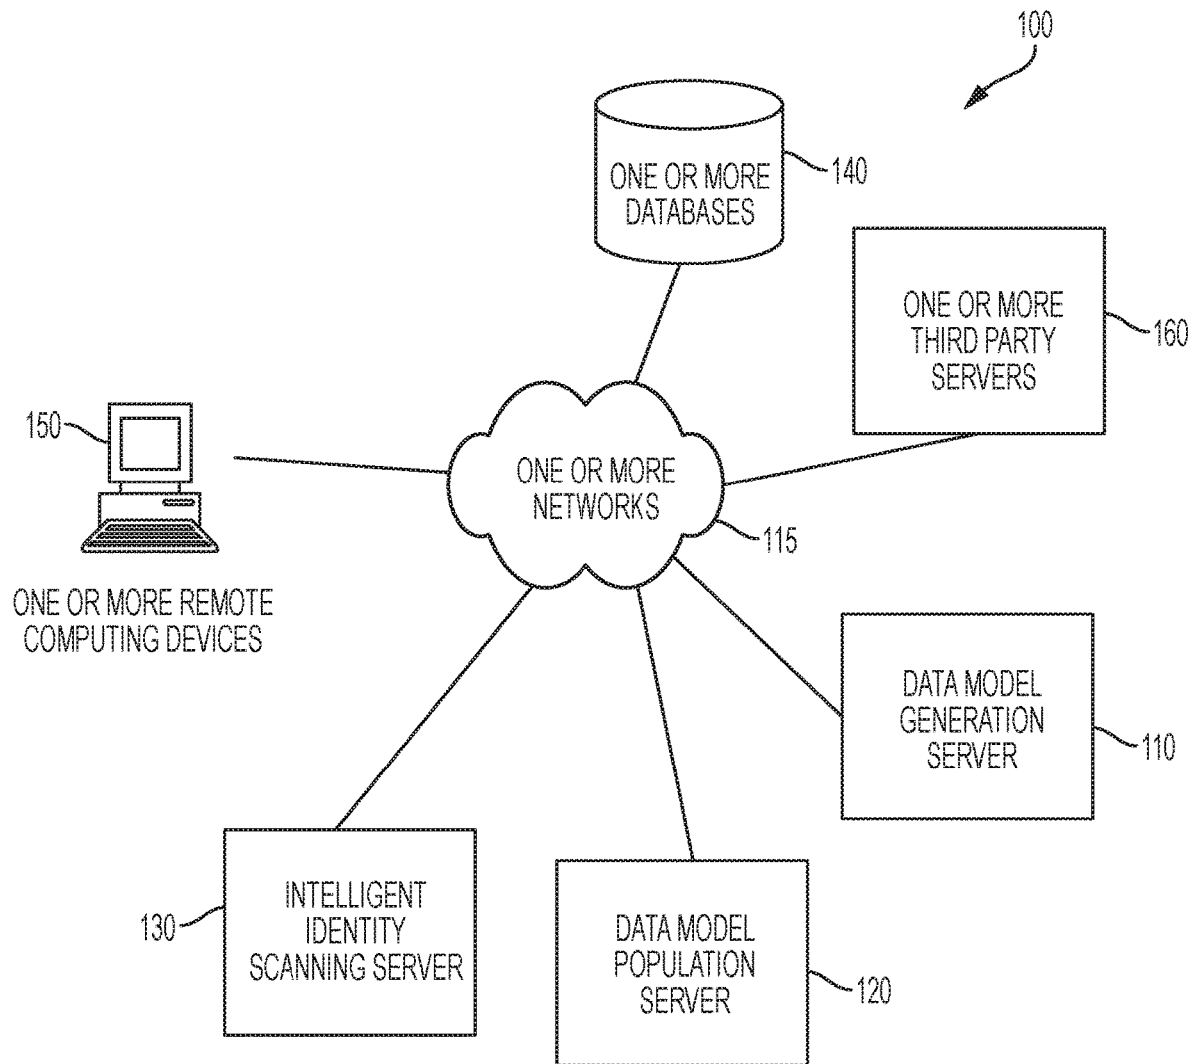 100
ONE OR MORE
DATABASES
140
ONE OR MORE
THIRD PARTY
SERVERS
160
150
ONE OR MORE
NETWORKS
115
ONE OR MORE REMOTE
COMPUTING DEVICES
DATA MODEL
GENERATION
SERVER
110
INTELLIGENT
IDENTITY
SCANNING SERVER
130
DATA MODEL
POPULATION
SERVER
120